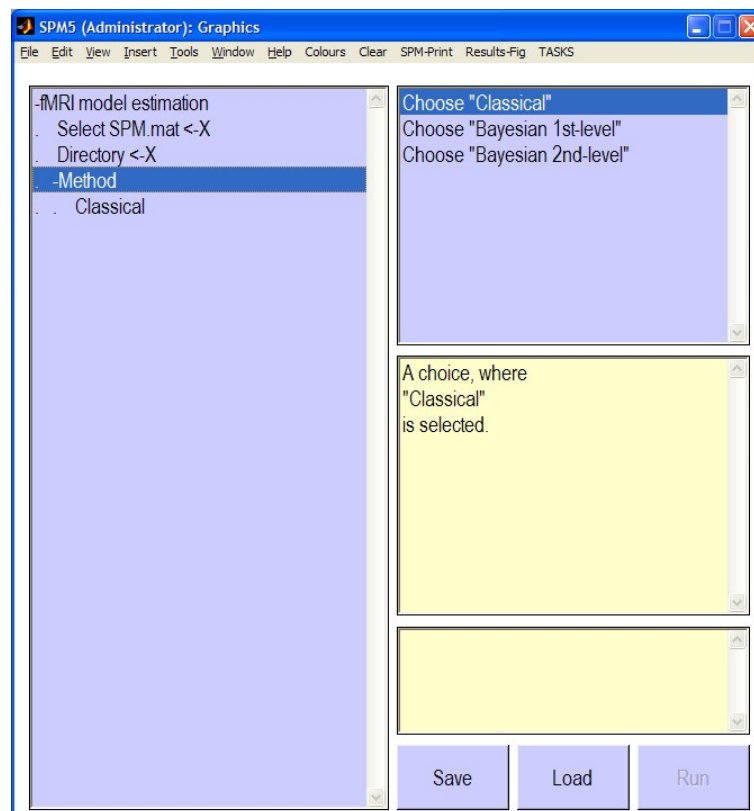 SPM5 (Administrator): Graphics
File Edit View Insert Tools Window Help Colours Clear SPM-Print Results-Fig TASKS
-fMRI model estimation
. Select SPM.mat <-X
. Directory <-X
. -Method
. . Classical
Choose "Classical"
Choose "Bayesian 1st-level"
Choose "Bayesian 2nd-level"
A choice, where
"Classical"
is selected.
Save Load Run